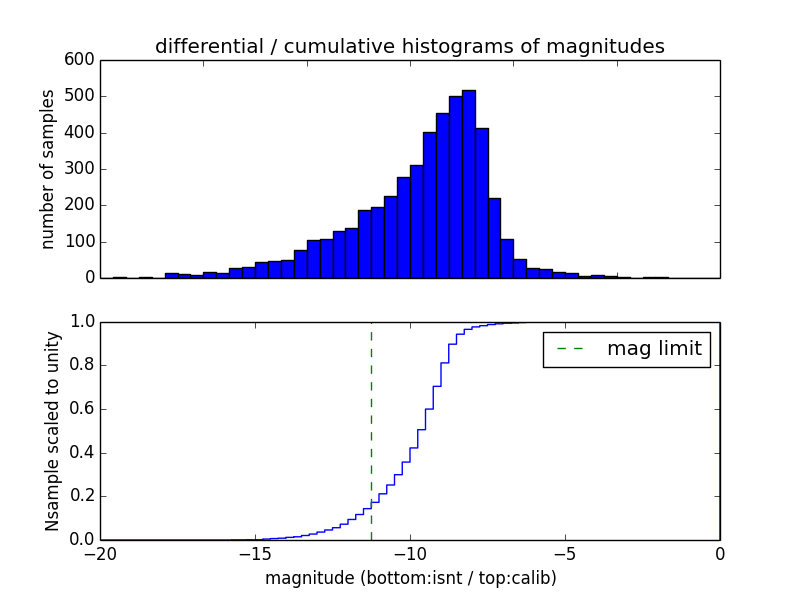 differential / cumulative histograms of magnitudes
600
500
400
300
200
100
0
number of samples
1.0
0.8
0.6
0.4
0.2
0.0
Nsample scaled to unity
mag limit
−20 −15 −10 −5 0
magnitude (bottom:isnt / top:calib)